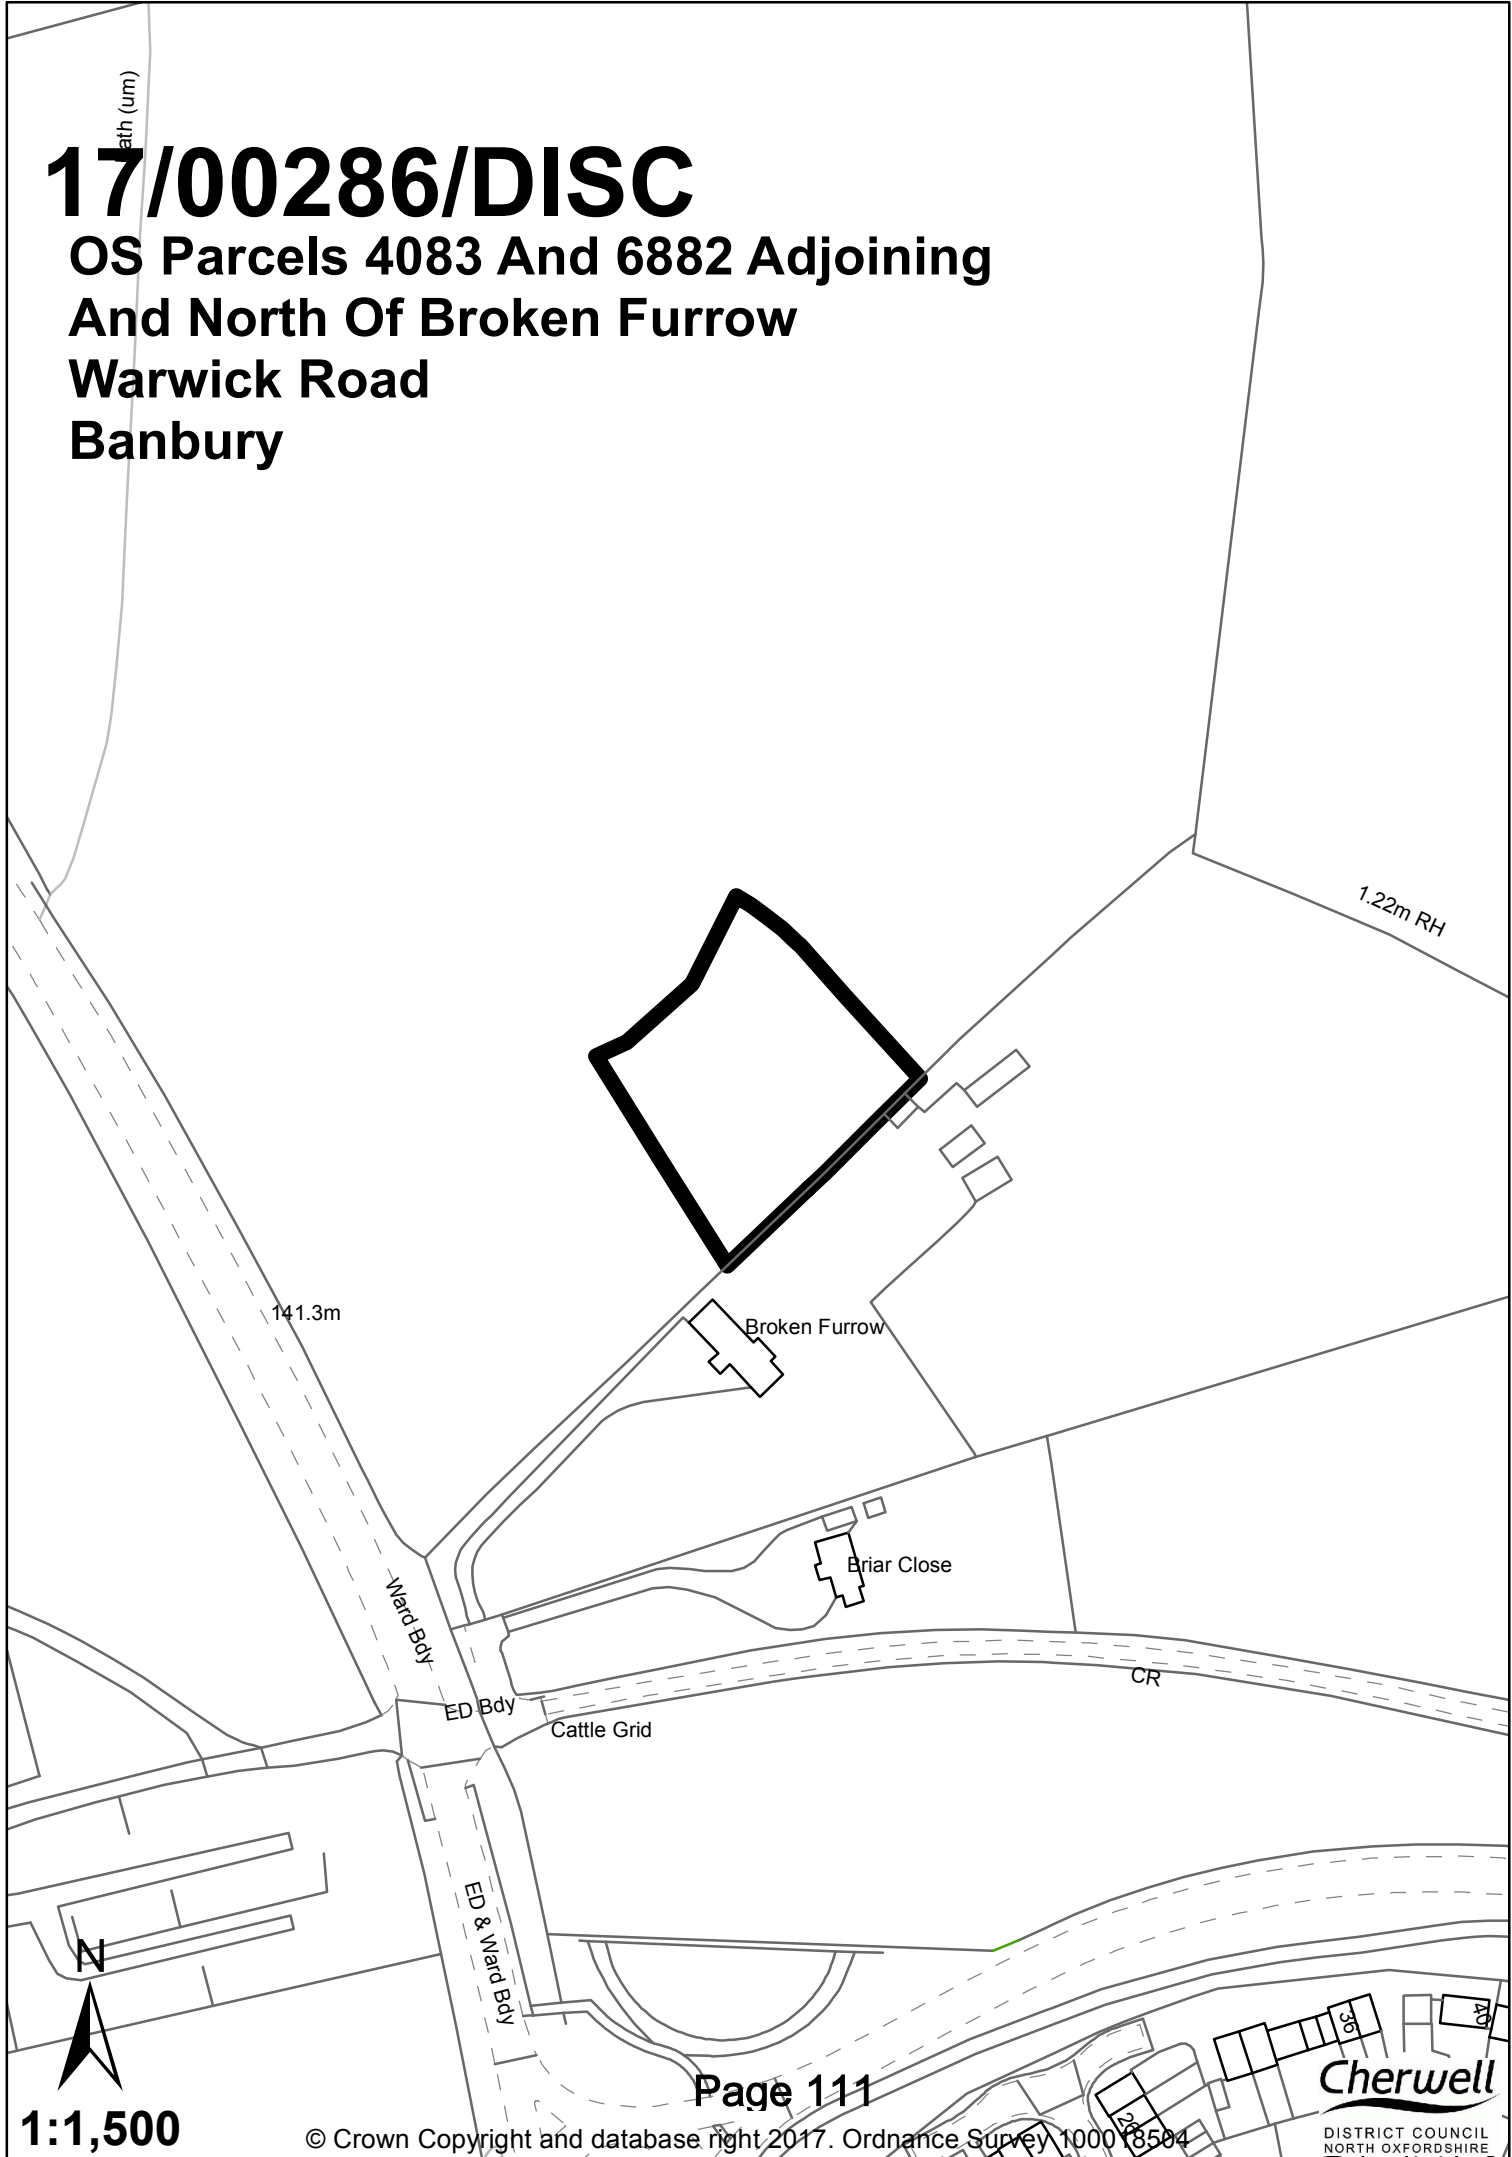 ath (um)
17/00286/DISC
OS Parcels 4083 And 6882 Adjoining
And North Of Broken Furrow
Warwick Road
Banbury
1.22m RH
141.3m
Broken Furrow
Briar Close
Ward Bdy
CR
ED Bdy
Cattle Grid
ED & Ward Bdy
N
36
40
Page 111
Cherwell
1:1,500
© Crown Copyright and database right 2017. Ordnance Survey 100018504
DISTRICT COUNCIL
NORTH OXFORDSHIRE